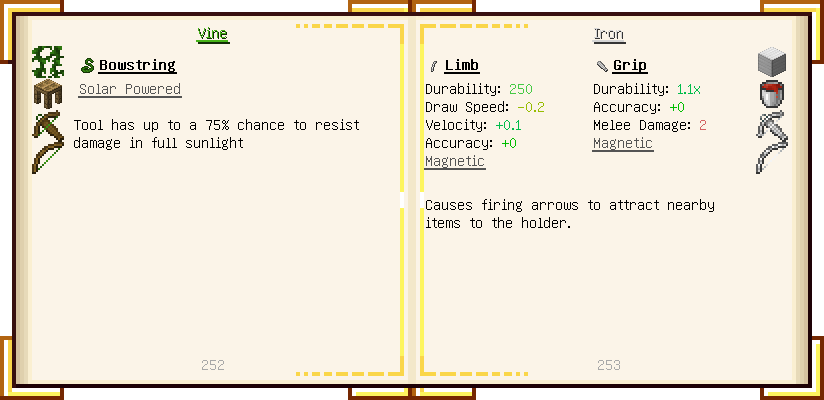 Vine
Bowstring
Solar Powered
Tool has up to a 75% chance to resist
damage in full sunlight
252
Iron
Limb
Durability: 250
Draw Speed: -0.2
Velocity: +0.1
Accuracy: +0
Magnetic
Grip
Durability: 1.1x
Accuracy: +0
Melee Damage: 2
Magnetic
Causes firing arrows to attract nearby
items to the holder.
253